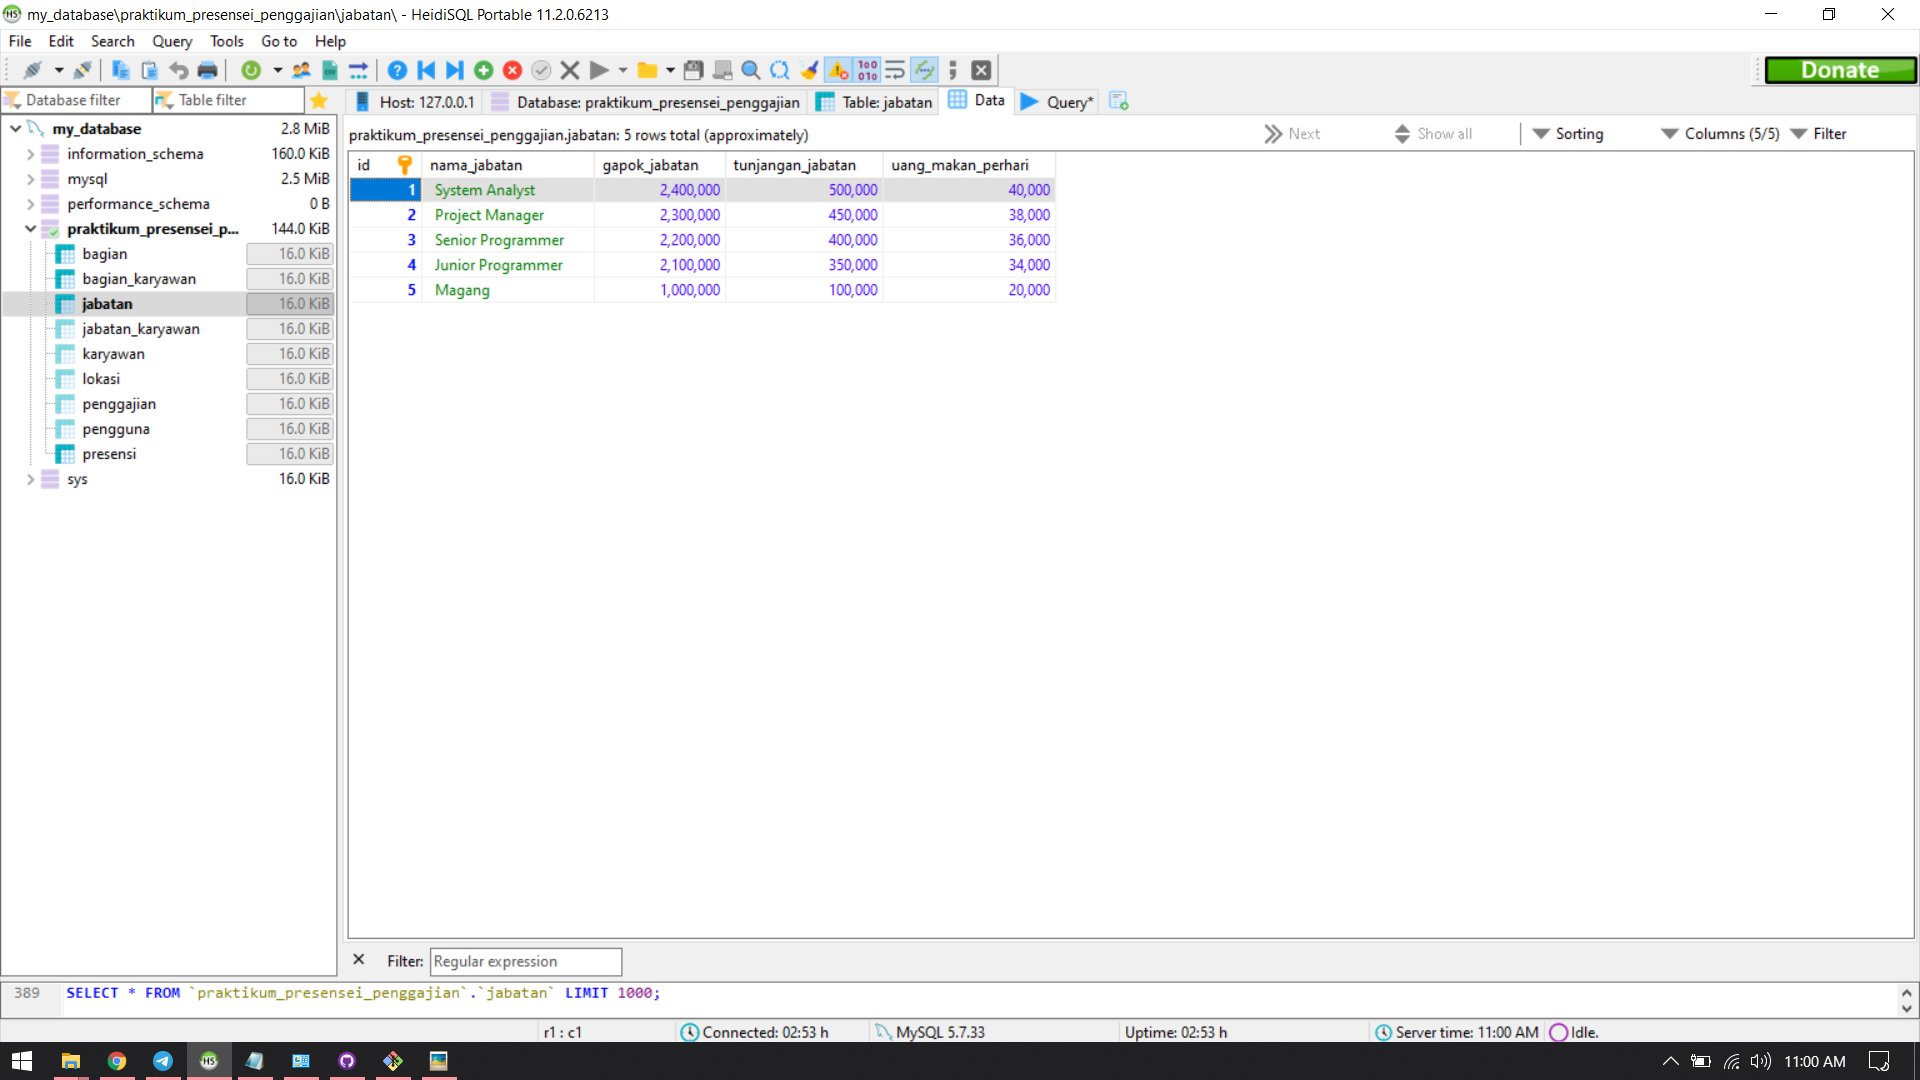 my_database\praktikum_presensei_penggajian\jabatan\ - HeidiSQL Portable 11.2.0.6213
File Edit Search Query Tools Go to Help
Donate
Database filter Table filter
Host: 127.0.0.1 Database: praktikum_presensei_penggajian Table: jabatan Data Query*
praktikum_presensei_penggajian.jabatan: 5 rows total (approximately) Next Show all Sorting Columns (5/5) Filter
my_database 2.8 MiB
information_schema 160.0 KiB
mysql 2.5 MiB
performance_schema 0 B
praktikum_presensei_p... 144.0 KiB
bagian 16.0 KiB
bagian_karyawan 16.0 KiB
jabatan 16.0 KiB
jabatan_karyawan 16.0 KiB
karyawan 16.0 KiB
lokasi 16.0 KiB
penggajian 16.0 KiB
pengguna 16.0 KiB
presensi 16.0 KiB
sys 16.0 KiB
id nama_jabatan gapok_jabatan tunjangan_jabatan uang_makan_perhari
1 System Analyst 2,400,000 500,000 40,000
2 Project Manager 2,300,000 450,000 38,000
3 Senior Programmer 2,200,000 400,000 36,000
4 Junior Programmer 2,100,000 350,000 34,000
5 Magang 1,000,000 100,000 20,000
Filter: Regular expression
389 SELECT * FROM `praktikum_presensei_penggajian`.`jabatan` LIMIT 1000;
r1 : c1 Connected: 02:53 h MySQL 5.7.33 Uptime: 02:53 h Server time: 11:00 AM Idle.
HS 11:00 AM